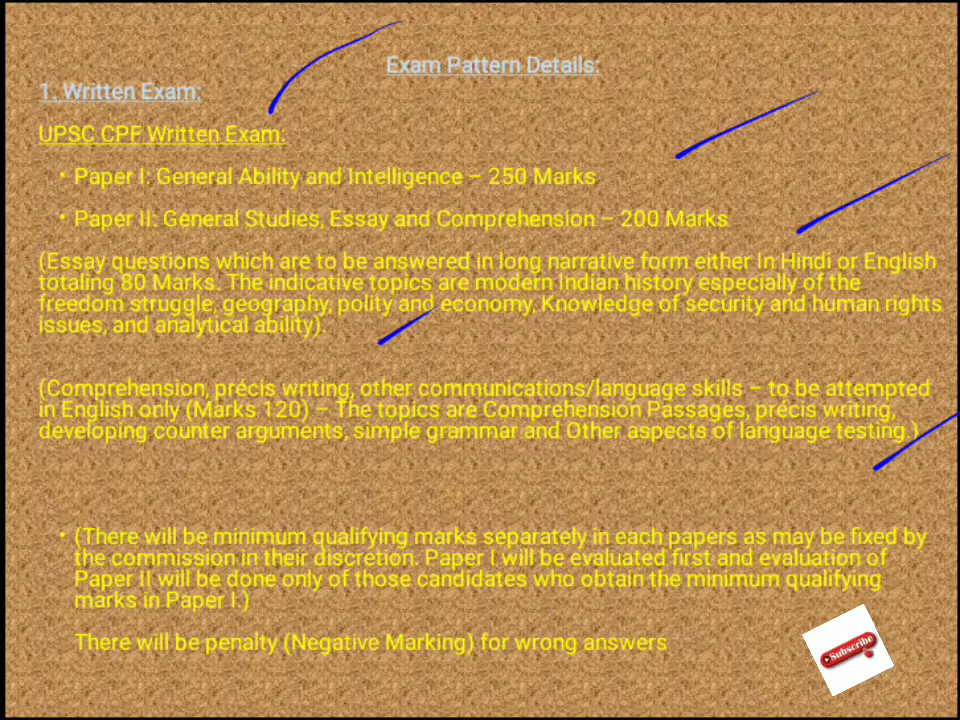 Exam Pattern Details:
1. Written Exam:
UPSC CPF Written Exam:
• Paper I: General Ability and Intelligence – 250 Marks
• Paper II: General Studies, Essay and Comprehension – 200 Marks
(Essay questions which are to be answered in long narrative form either In Hindi or English
totaling 80 Marks. The indicative topics are modern Indian history especially of the
freedom struggle, geography, polity and economy, Knowledge of security and human rights
issues, and analytical ability).
(Comprehension, précis writing, other communications/language skills – to be attempted
in English only (Marks 120) – The topics are Comprehension Passages, précis writing,
developing counter arguments, simple grammar and Other aspects of language testing.)
• (There will be minimum qualifying marks separately in each papers as may be fixed by
the commission in their discretion. Paper I will be evaluated first and evaluation of
Paper II will be done only of those candidates who obtain the minimum qualifying
marks in Paper I.)
There will be penalty (Negative Marking) for wrong answers
Subscribe